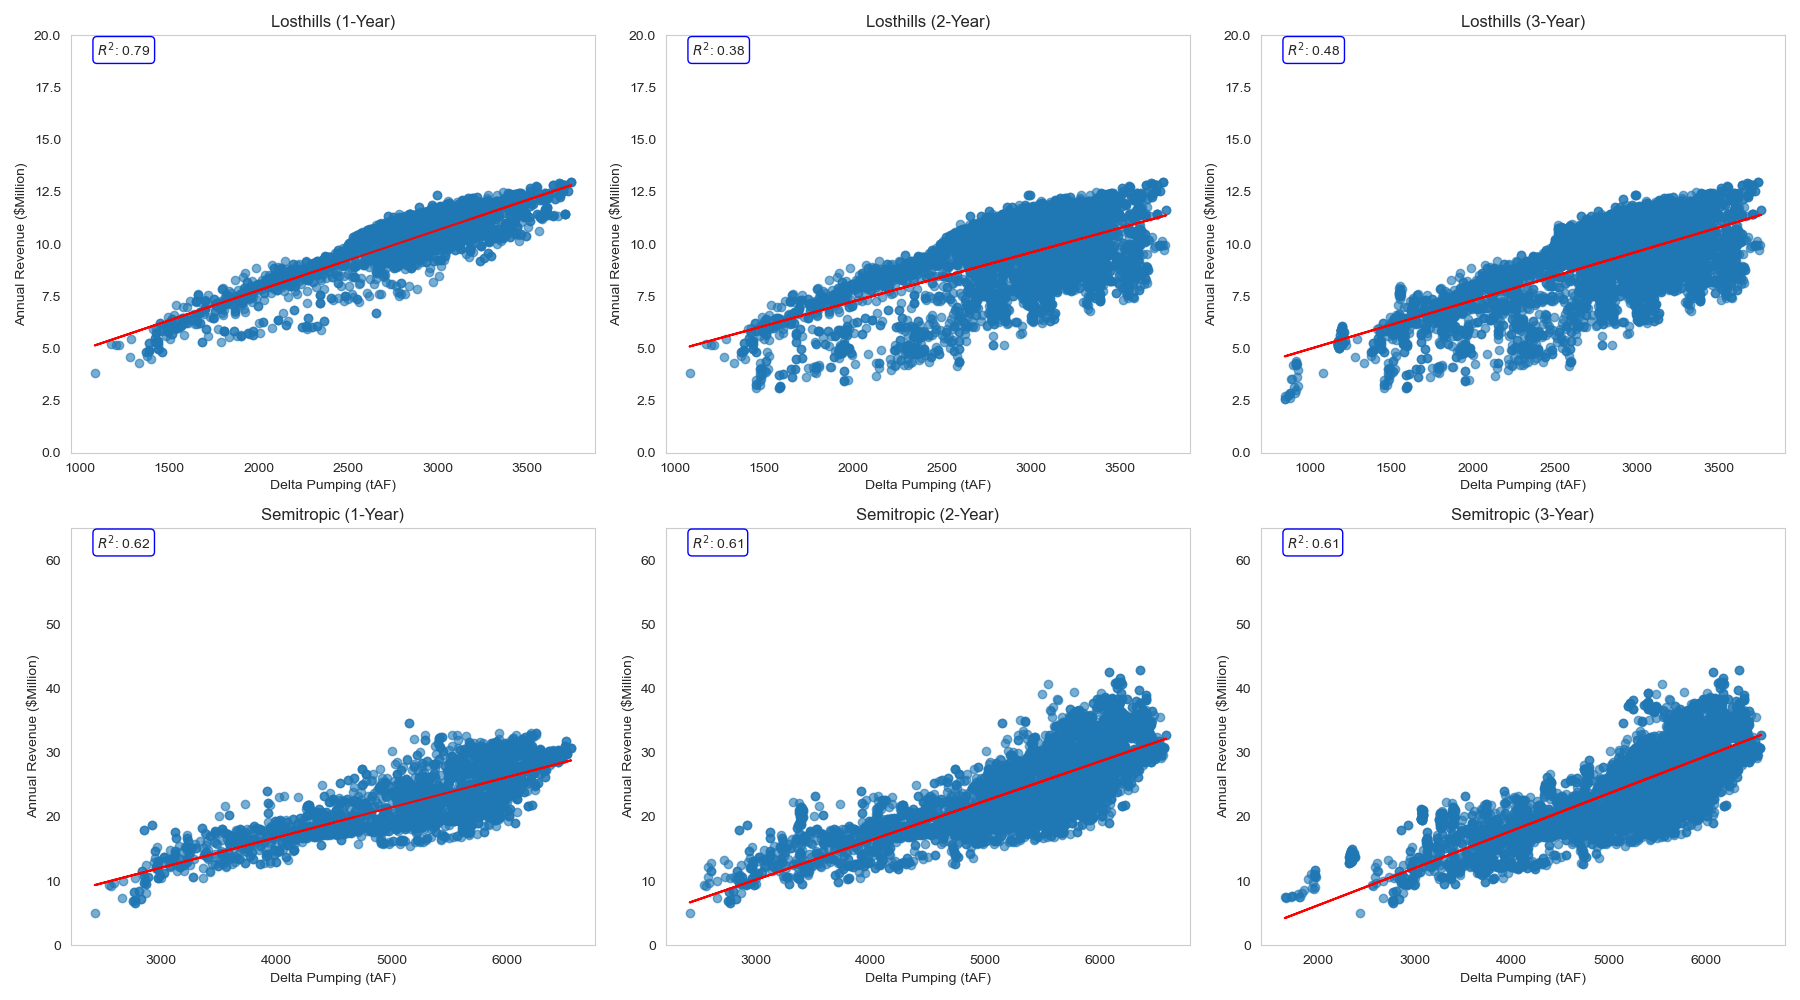 Losthills (1-Year)
R²: 0.79
20.0
17.5
15.0
12.5
10.0
7.5
5.0
2.5
0.0
Annual Revenue ($Million)
1000 1500 2000 2500 3000 3500
Delta Pumping (tAF)
Losthills (2-Year)
R²: 0.38
20.0
17.5
15.0
12.5
10.0
7.5
5.0
2.5
0.0
Annual Revenue ($Million)
1000 1500 2000 2500 3000 3500
Delta Pumping (tAF)
Losthills (3-Year)
R²: 0.48
20.0
17.5
15.0
12.5
10.0
7.5
5.0
2.5
0.0
Annual Revenue ($Million)
1000 1500 2000 2500 3000 3500
Delta Pumping (tAF)
Semitropic (1-Year)
R²: 0.62
60
50
40
30
20
10
0
Annual Revenue ($Million)
3000 4000 5000 6000
Delta Pumping (tAF)
Semitropic (2-Year)
R²: 0.61
60
50
40
30
20
10
0
Annual Revenue ($Million)
3000 4000 5000 6000
Delta Pumping (tAF)
Semitropic (3-Year)
R²: 0.61
60
50
40
30
20
10
0
Annual Revenue ($Million)
2000 3000 4000 5000 6000
Delta Pumping (tAF)